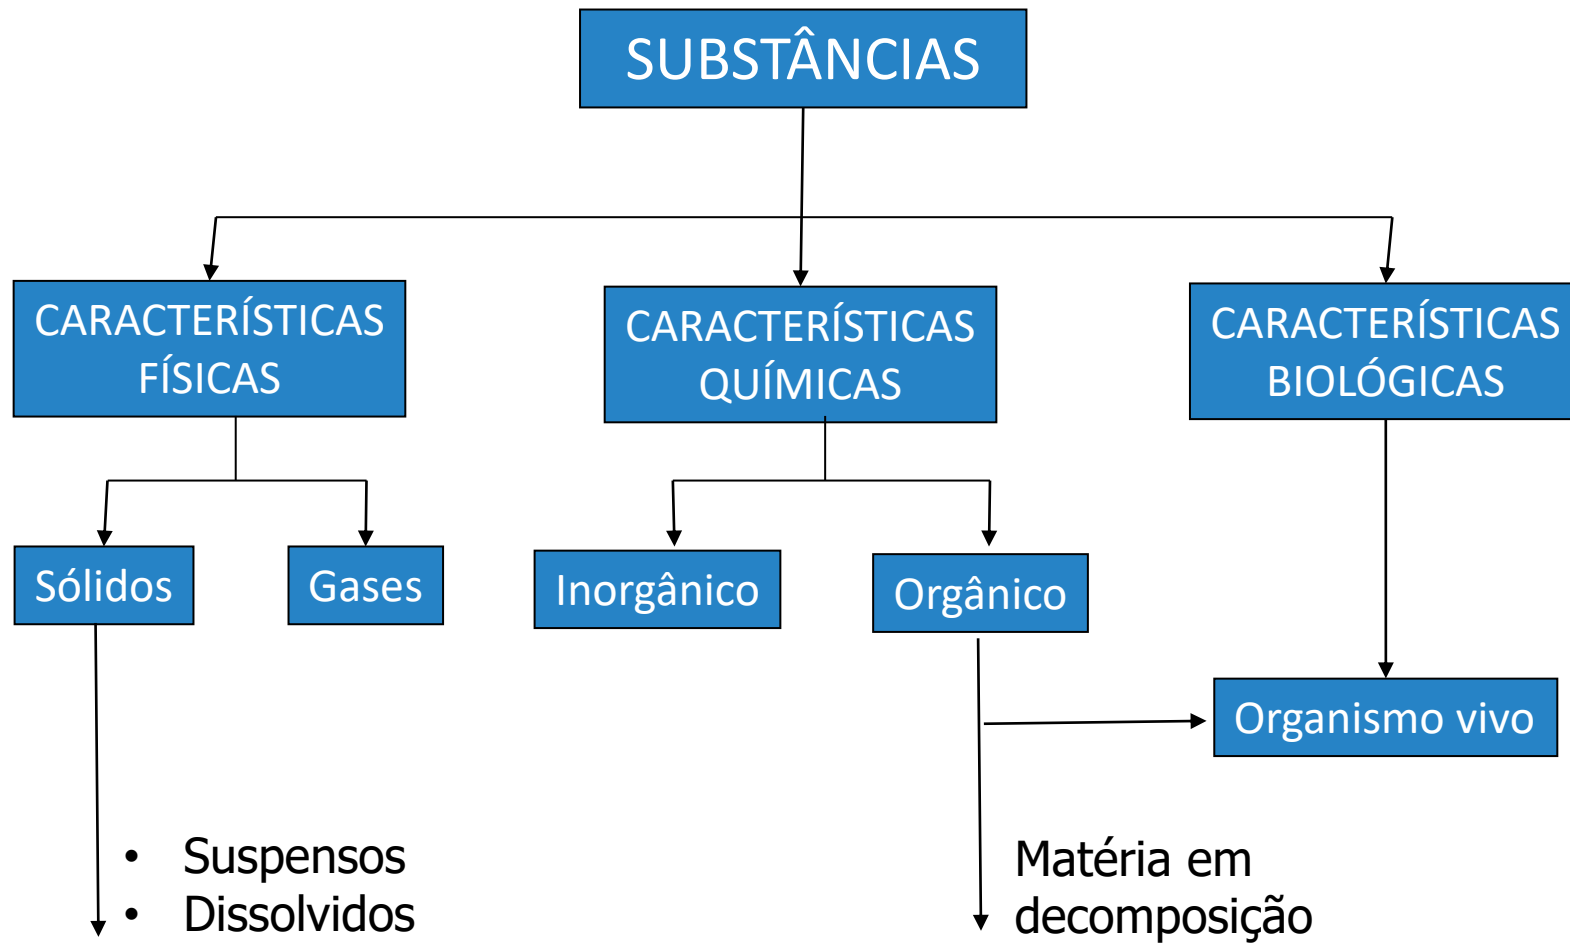 SUBSTÂNCIAS
CARACTERÍSTICAS
FÍSICAS
CARACTERÍSTICAS
QUÍMICAS
CARACTERÍSTICAS
BIOLÓGICAS
Sólidos
Gases
Inorgânico
Orgânico
Organismo vivo
• Suspensos
• Dissolvidos
Matéria em
decomposição